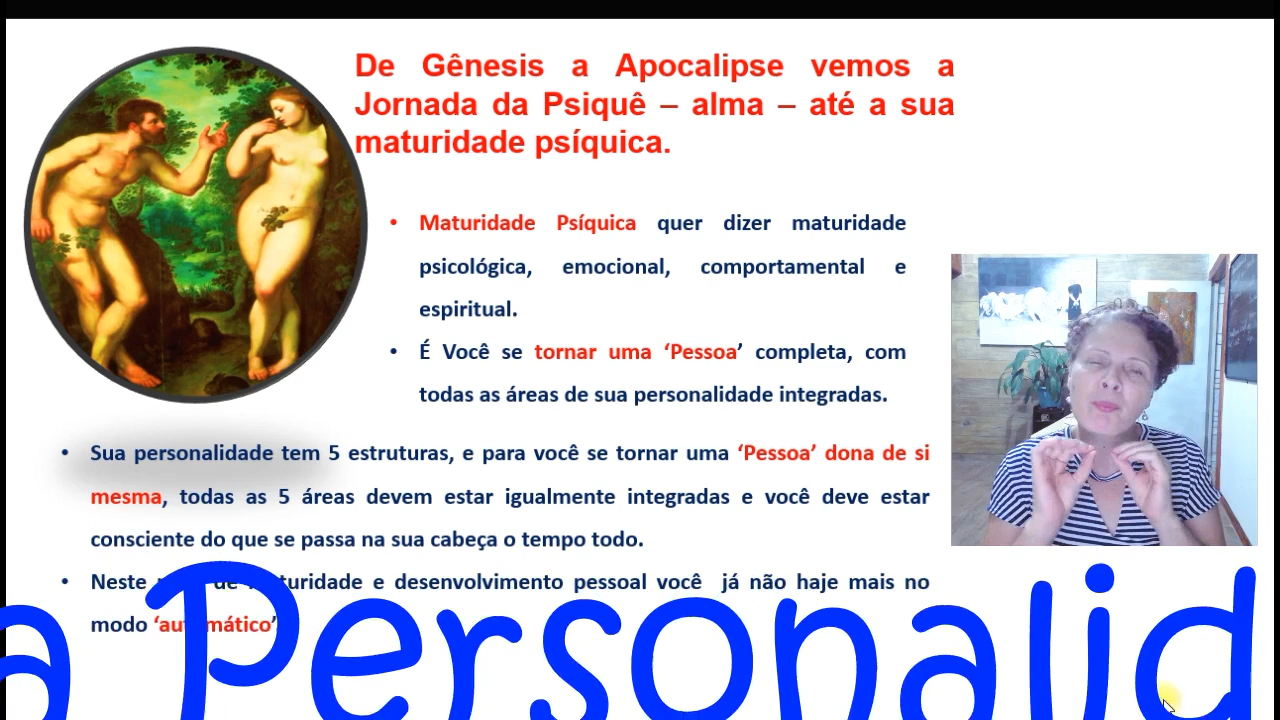 De Gênesis a Apocalipse vemos a
Jornada da Psiquê – alma – até a sua
maturidade psíquica.
• Maturidade Psíquica quer dizer maturidade
psicológica, emocional, comportamental e
espiritual.
• É Você se tornar uma ‘Pessoa’ completa, com
todas as áreas de sua personalidade integradas.
• Sua personalidade tem 5 estruturas, e para você se tornar uma ‘Pessoa’ dona de si
mesma, todas as 5 áreas devem estar igualmente integradas e você deve estar
consciente do que se passa na sua cabeça o tempo todo.
• Neste de maturidade e desenvolvimento pessoal você já não haje mais no
modo ‘automático’.
a Personalid